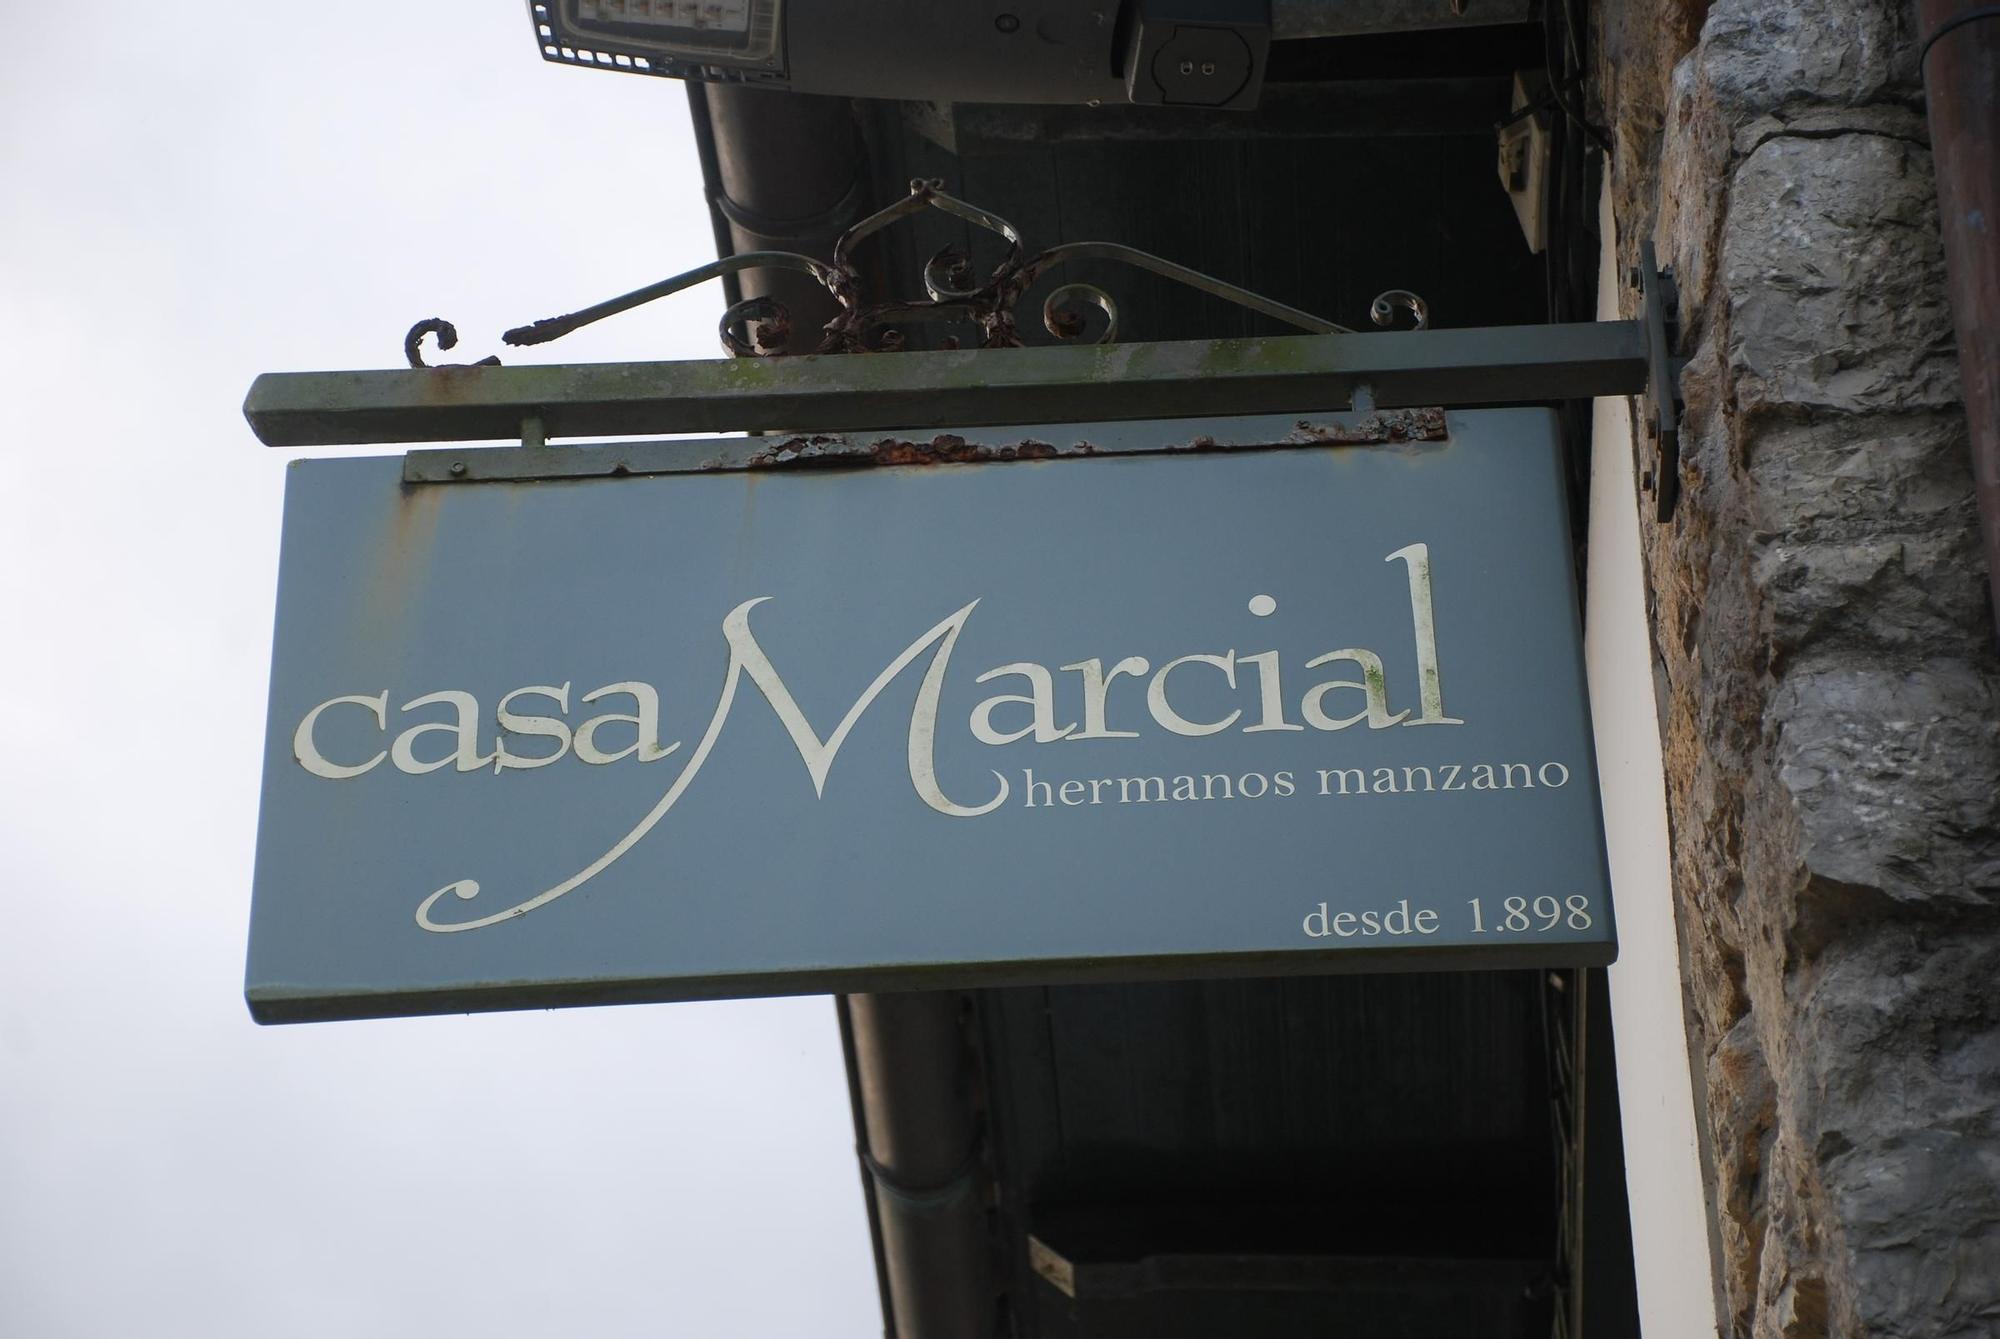 casa Marcial
hermanos manzano
desde 1.898